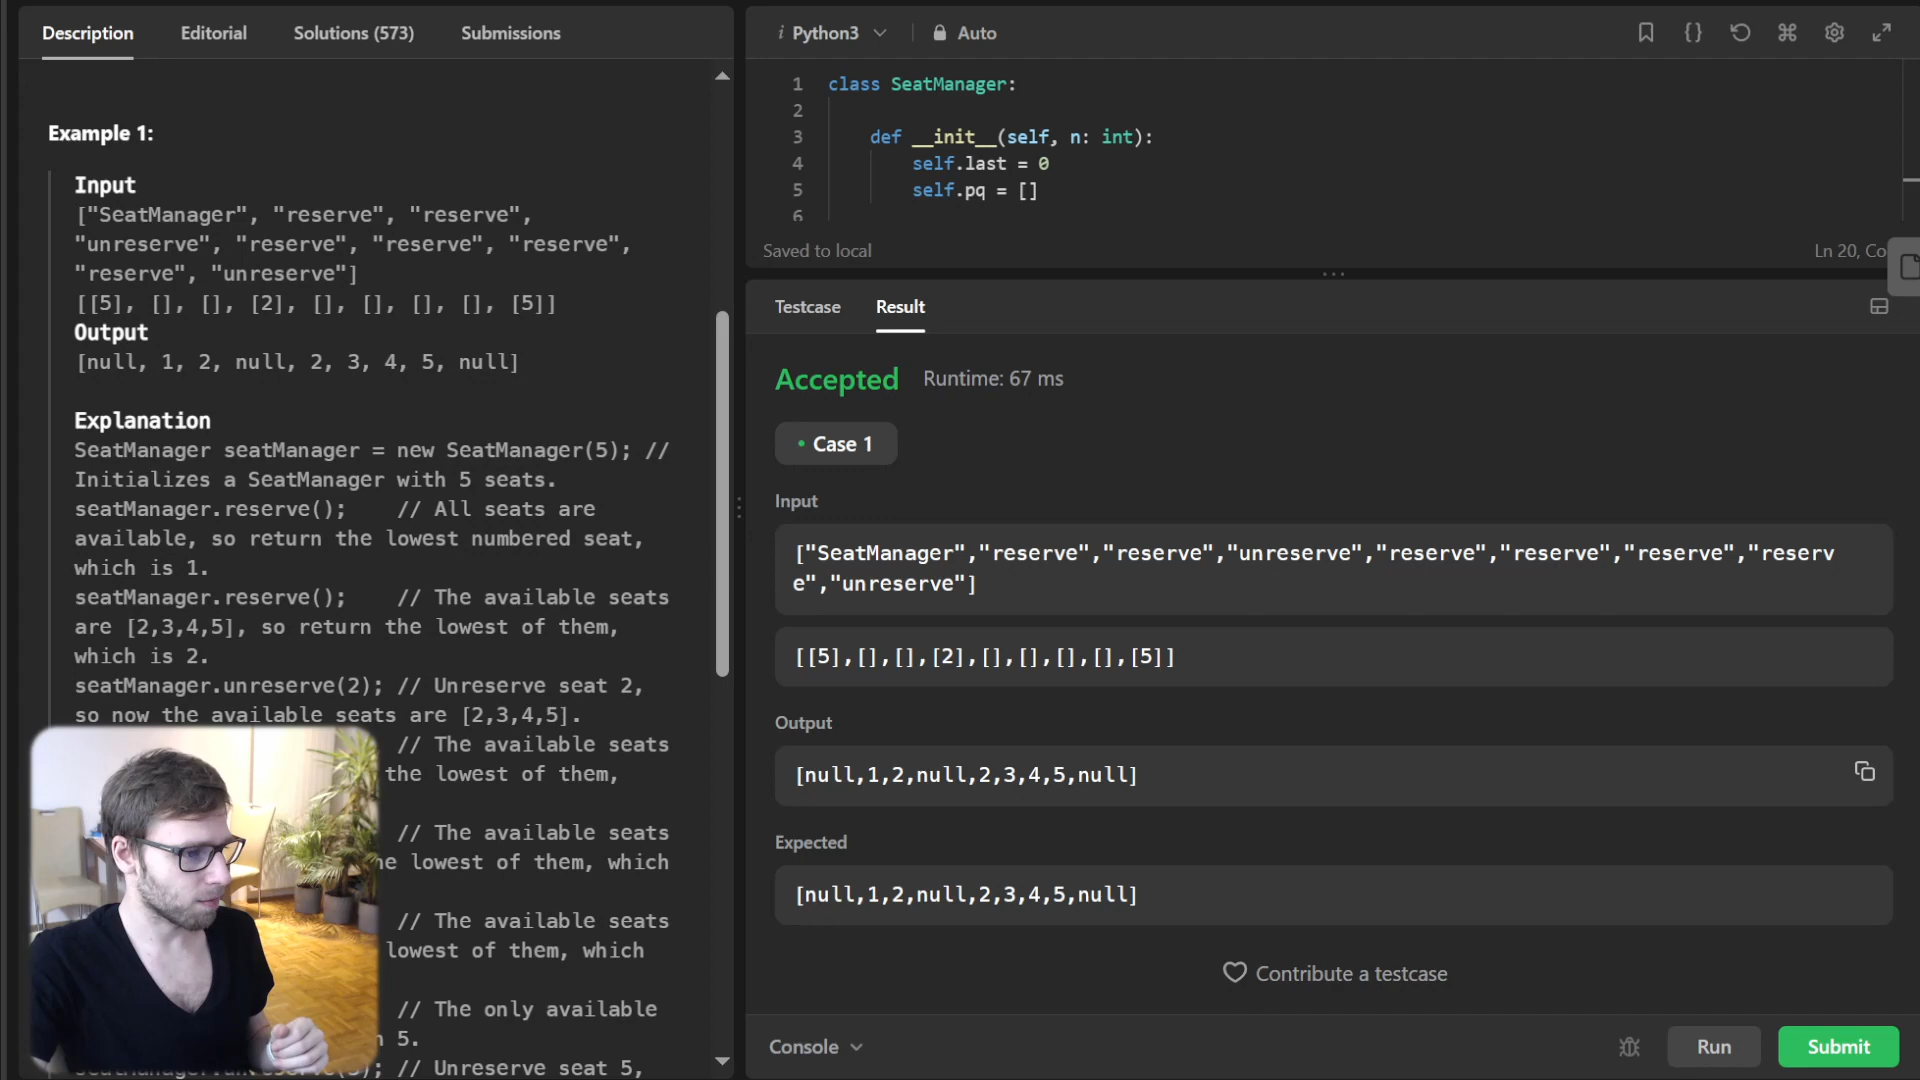 Description
Editorial
Solutions (573)
Submissions
Example 1:
Input
["SeatManager", "reserve", "reserve",
"unreserve", "reserve", "reserve", "reserve",
"reserve", "unreserve"]
[[5], [], [], [2], [], [], [], [], [5]]
Output
[null, 1, 2, null, 2, 3, 4, 5, null]
Explanation
SeatManager seatManager = new SeatManager(5); //
Initializes a SeatManager with 5 seats.
seatManager.reserve();    // All seats are
available, so return the lowest numbered seat,
which is 1.
seatManager.reserve();    // The available seats
are [2,3,4,5], so return the lowest of them,
which is 2.
seatManager.unreserve(2); // Unreserve seat 2,
so now the available seats are [2,3,4,5].
// The available seats
the lowest of them,
// The available seats
lowest of them, which
// The available seats
lowest of them, which
// The only available
5.
// Unreserve seat 5,
i Python3
Auto
1 class SeatManager:
2
3 def __init__(self, n: int):
4 self.last = 0
5 self.pq = []
6
Saved to local
Ln 20, Co
Testcase
Result
Accepted
Runtime: 67 ms
Case 1
Input
["SeatManager","reserve","reserve","unreserve","reserve","reserve","reserve","reserv
e","unreserve"]
[[5],[],[],[2],[],[],[],[],[5]]
Output
[null,1,2,null,2,3,4,5,null]
Expected
[null,1,2,null,2,3,4,5,null]
Contribute a testcase
Console
Run
Submit